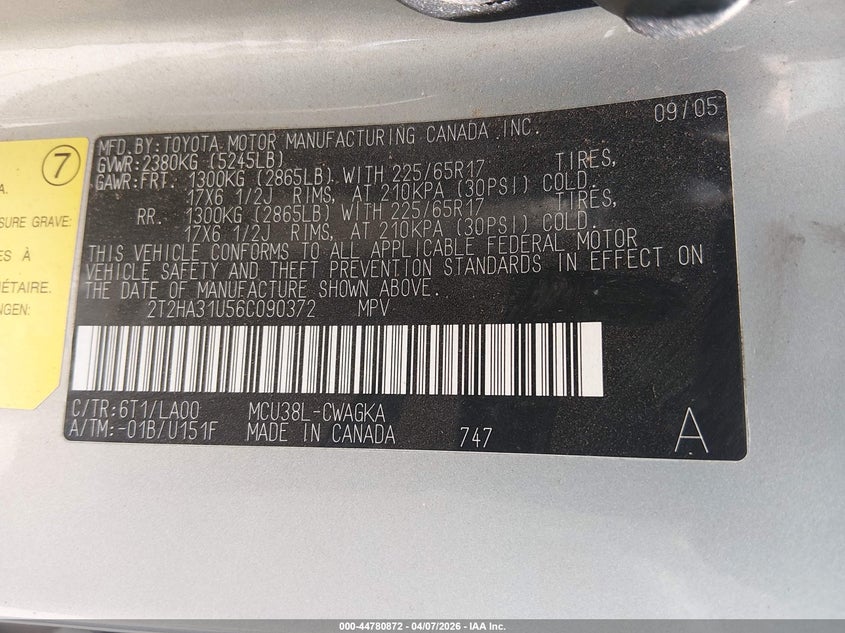 09/05
MFD.BY:TOYOTA MOTOR MANUFACTURING CANADA INC.
GVWR:2380KG (5245LB)
GAWR:FRT. 1300KG (2865LB) WITH 225/65R17 TIRES,
17X6 1/2J RIMS, AT 210KPA (30PSI) COLD.
RR. 1300KG (2865LB) WITH 225/65R17 TIRES,
17X6 1/2J RIMS, AT 210KPA (30PSI) COLD.
THIS VEHICLE CONFORMS TO ALL APPLICABLE FEDERAL MOTOR
VEHICLE SAFETY AND THEFT PREVENTION STANDARDS IN EFFECT ON
THE DATE OF MANUFACTURE SHOWN ABOVE.
2T2HA31U56C090372 MPV
C/TR:6T1/LA00 MCU38L-CWAGKA
A/TM:-01B/U151F MADE IN CANADA 747 A
7
A.
SURE GRAVE:
ES À
IÉTAIRE.
NGEN:
000-44780872 - 04/07/2026 - IAA Inc.